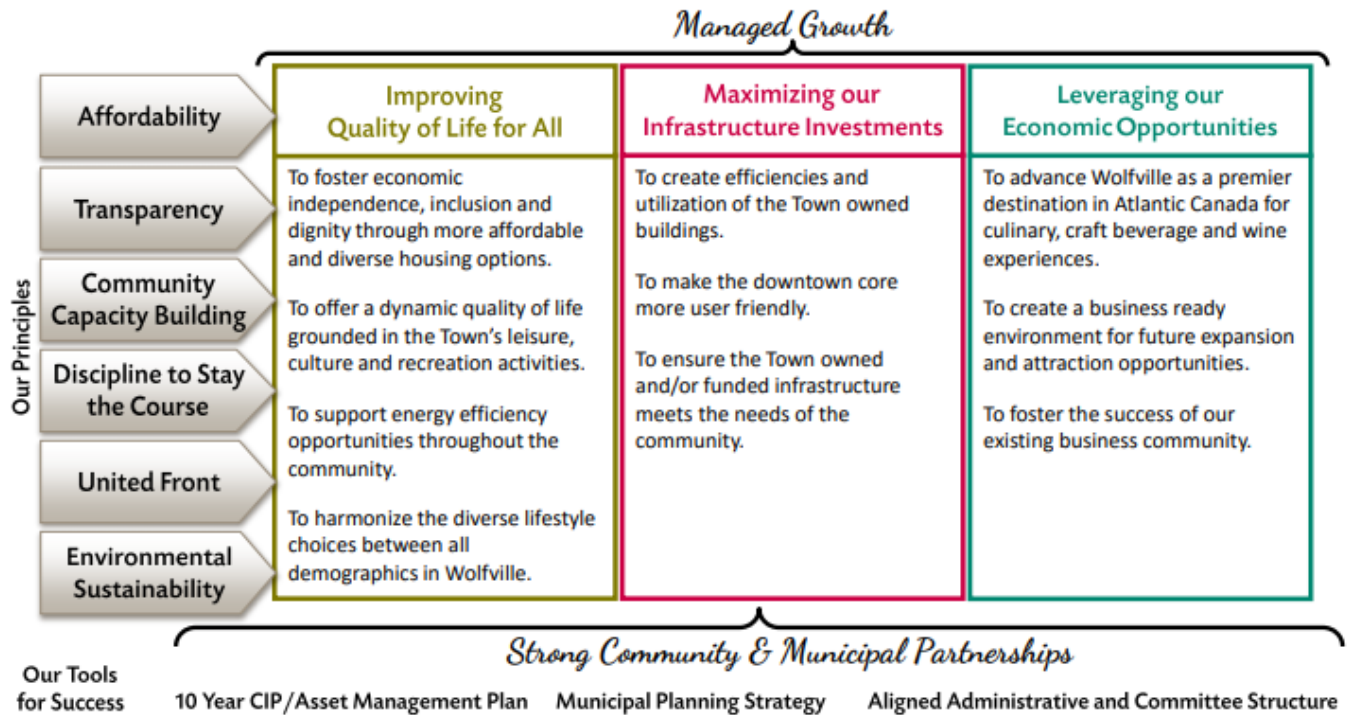 Managed Growth
Our Principles
Affordability
Transparency
Community
Capacity Building
Discipline to Stay
the Course
United Front
Environmental
Sustainability
Improving
Quality of Life for All
To foster economic
independence, inclusion and
dignity through more affordable
and diverse housing options.
To offer a dynamic quality of life
grounded in the Town's leisure,
culture and recreation activities.
To support energy efficiency
opportunities throughout the
community.
To harmonize the diverse lifestyle
choices between all
demographics in Wolfville.
Maximizing our
Infrastructure Investments
To create efficiencies and
utilization of the Town owned
buildings.
To make the downtown core
more user friendly.
To ensure the Town owned
and/or funded infrastructure
meets the needs of the
community.
Leveraging our
Economic Opportunities
To advance Wolfville as a premier
destination in Atlantic Canada for
culinary, craft beverage and wine
experiences.
To create a business ready
environment for future expansion
and attraction opportunities.
To foster the success of our
existing business community.
Strong Community & Municipal Partnerships
Our Tools
for Success
10 Year CIP/Asset Management Plan
Municipal Planning Strategy
Aligned Administrative and Committee Structure